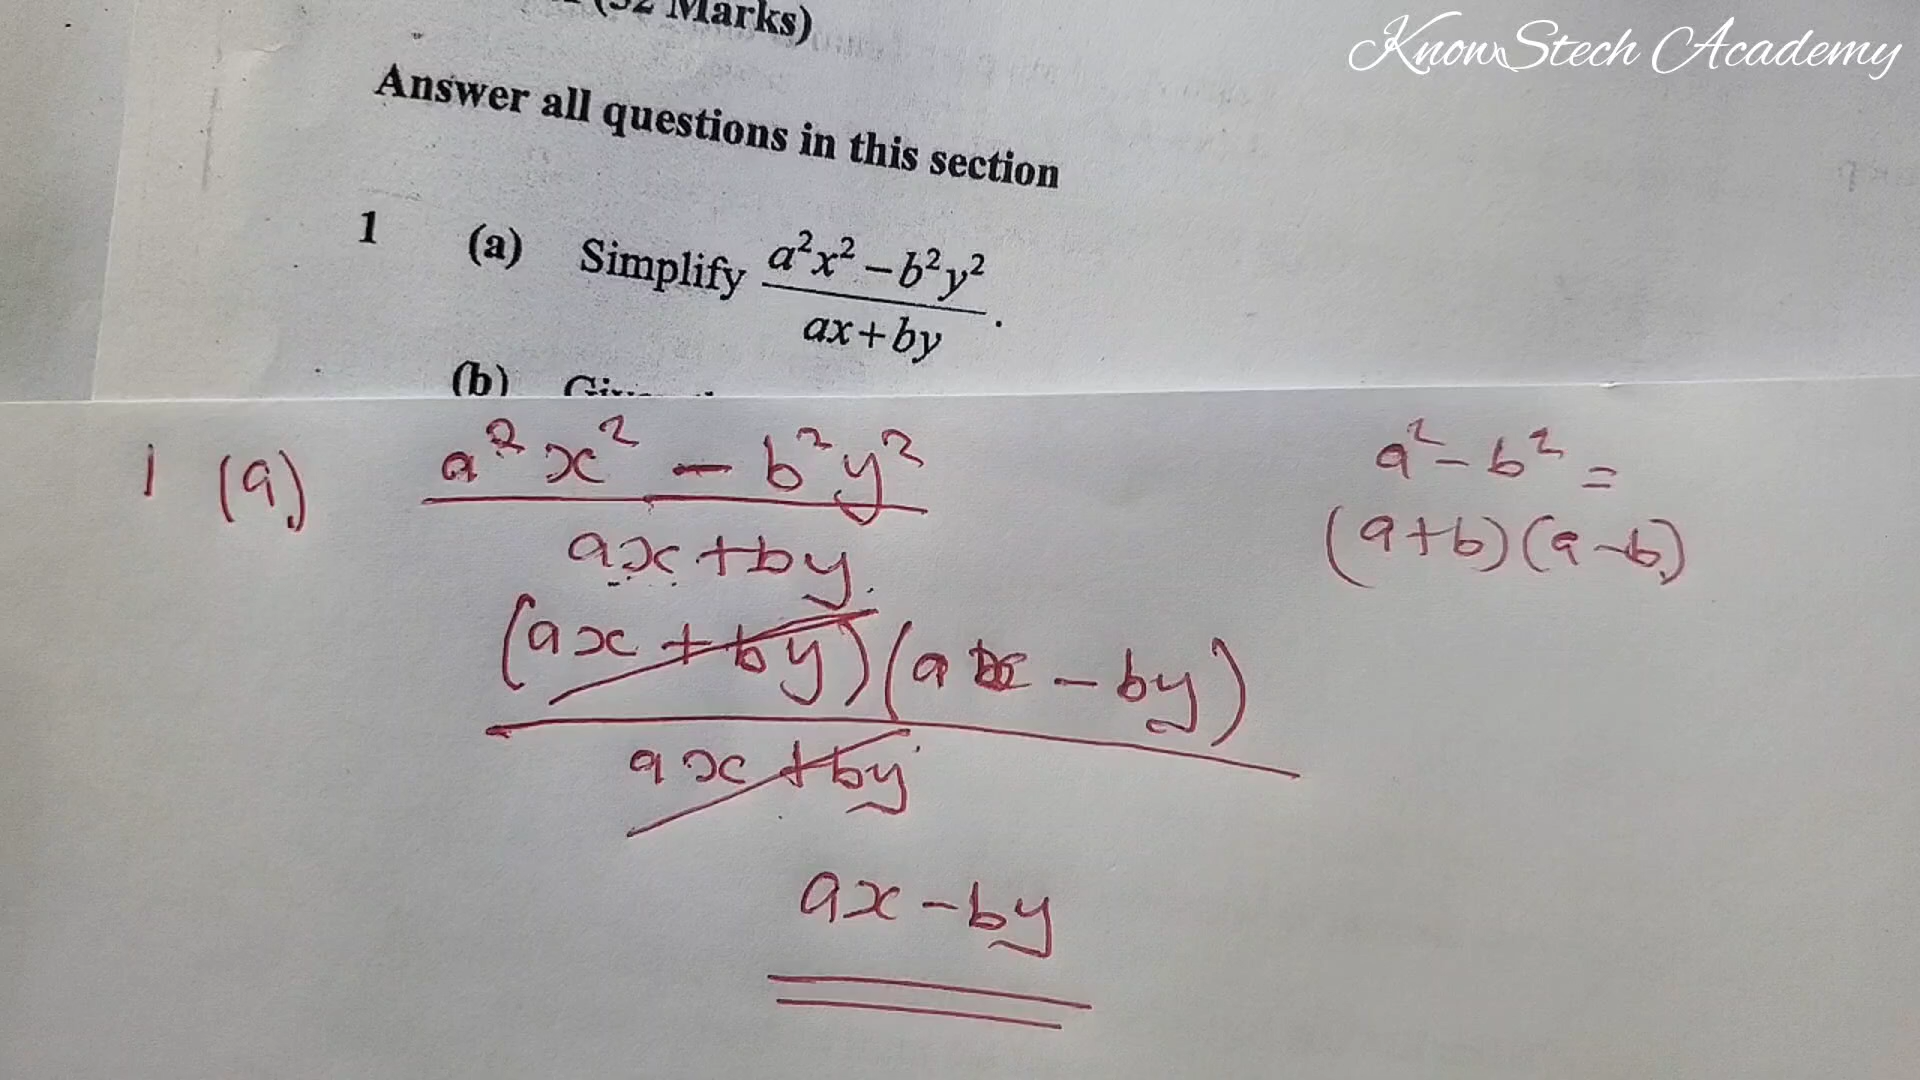 (52 Marks)
KnowStech Academy
Answer all questions in this section
1 (a) Simplify a²x² – b²y² / ax + by .
(b)
1 (a) a²x² – b²y²
ax + by
a² – b² =
(a+b)(a–b)
(ax + by)(ax – by)
ax + by
ax – by